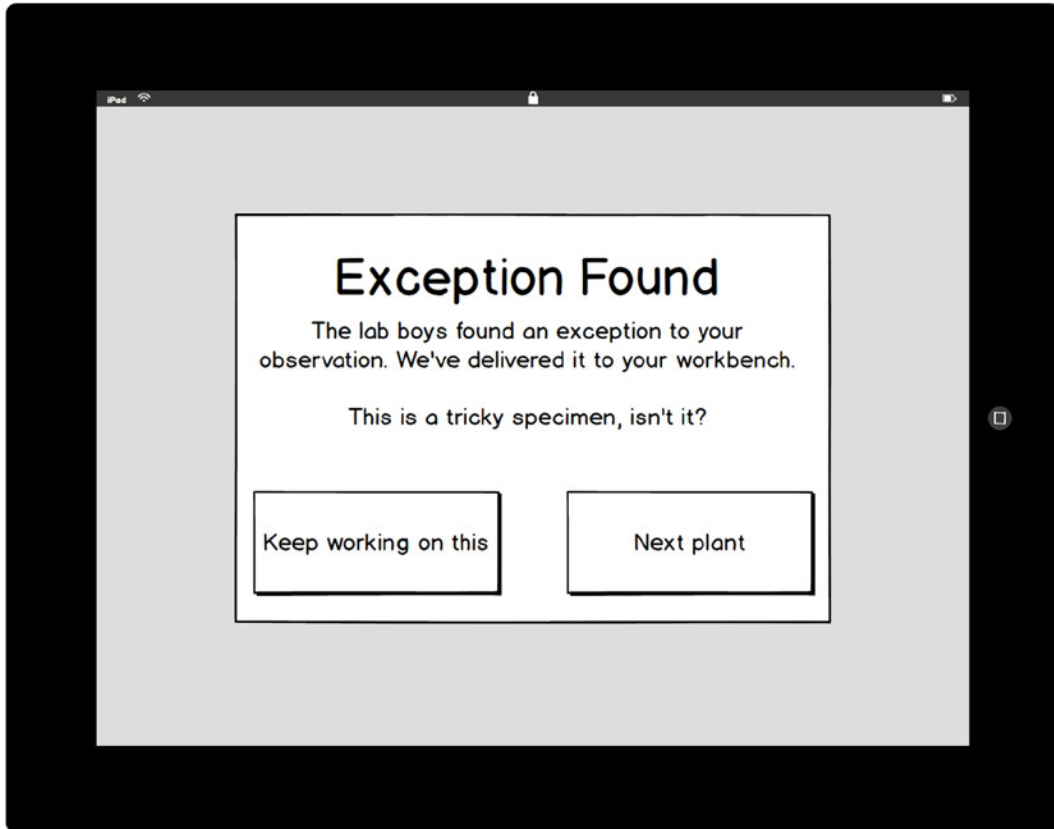 iPad
Exception Found
The lab boys found an exception to your
observation. We've delivered it to your workbench.
This is a tricky specimen, isn't it?
Keep working on this
Next plant